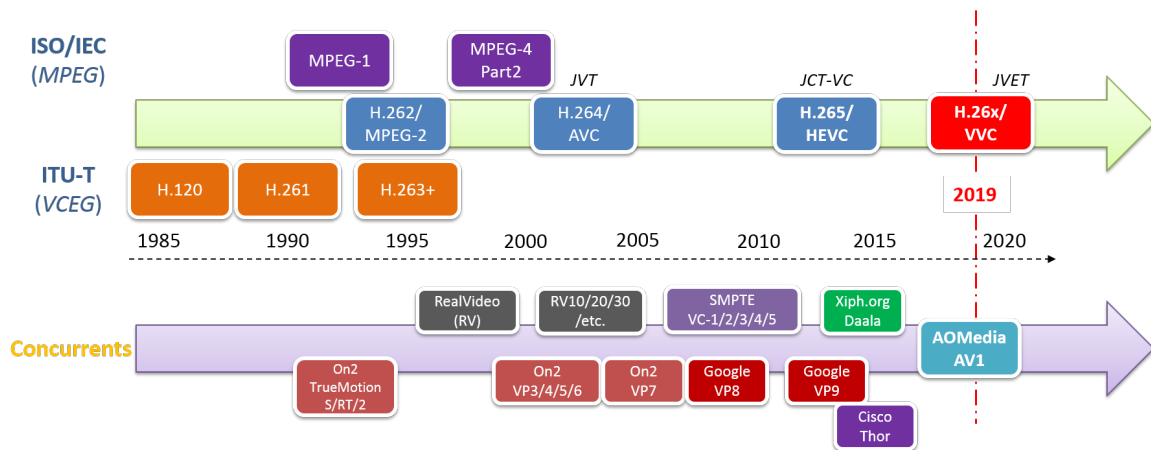 ISO/IEC
(MPEG)
MPEG-1
MPEG-4
Part2
JVT
JCT-VC
JVET
H.262/
MPEG-2
H.264/
AVC
H.265/
HEVC
H.26x/
VVC
ITU-T
(VCEG)
H.120
H.261
H.263+
2019
1985 1990 1995 2000 2005 2010 2015 2020
RealVideo
(RV)
RV10/20/30
/etc.
SMPTE
VC-1/2/3/4/5
Xiph.org
Daala
Concurrents
AOMedia
AV1
On2
TrueMotion
S/RT/2
On2
VP3/4/5/6
On2
VP7
Google
VP8
Google
VP9
Cisco
Thor